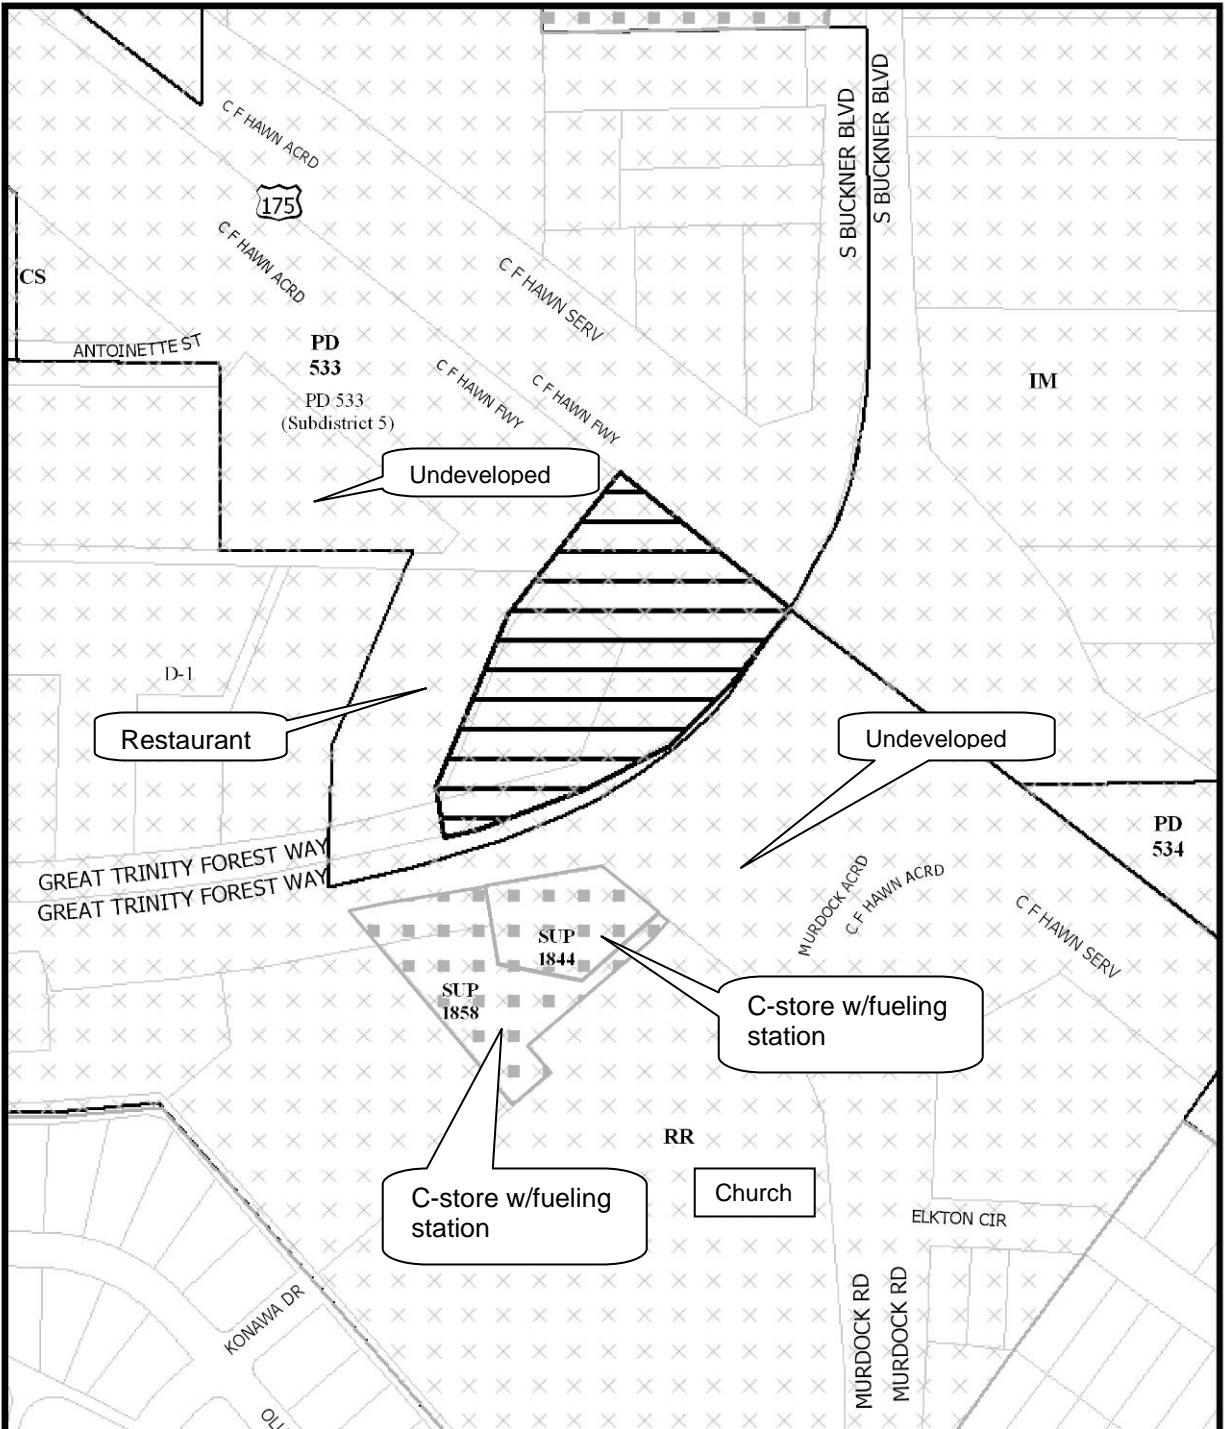 C F HAWN ACRD
175
C F HAWN ACRD
S BUCKNER BLVD
S BUCKNER BLVD
C F HAWN SERV
CS
ANTOINETTE ST
PD
533
PD 533
(Subdistrict 5)
C F HAWN FWY
C F HAWN FWY
IM
Undeveloped
D-1
Restaurant
Undeveloped
PD
534
GREAT TRINITY FOREST WAY
GREAT TRINITY FOREST WAY
MURDOCK ACRD
C F HAWN ACRD
C F HAWN SERV
SUP
1844
SUP
1858
C-store w/fueling
station
RR
Church
C-store w/fueling
station
ELKTON CIR
KONAWA DR
MURDOCK RD
MURDOCK RD